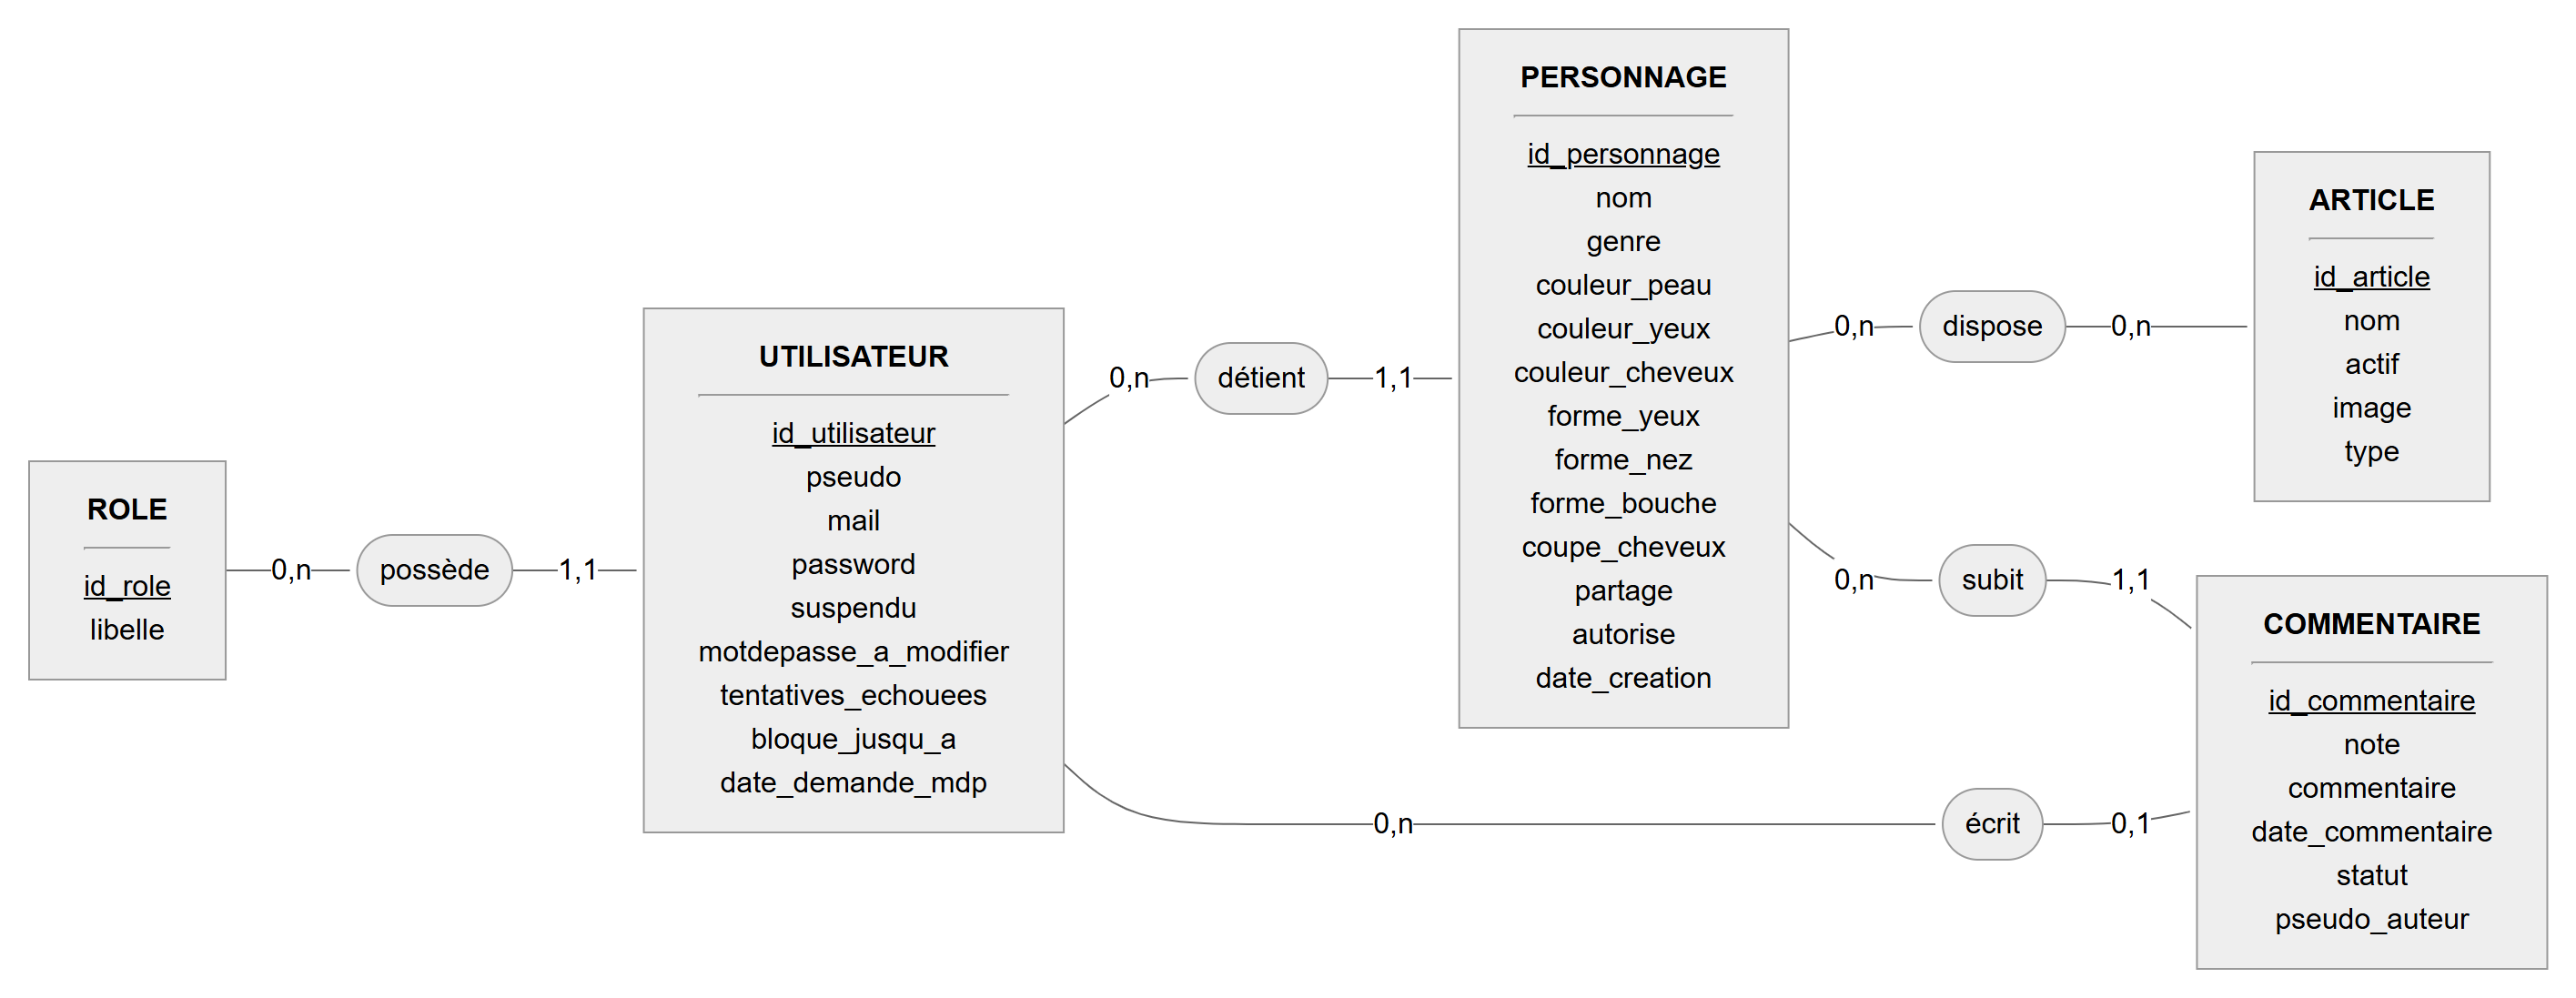 ROLE
id_role
libelle
0,n
possède
1,1
UTILISATEUR
id_utilisateur
pseudo
mail
password
suspendu
motdepasse_a_modifier
tentatives_echouees
bloque_jusqu_a
date_demande_mdp
0,n
détient
1,1
PERSONNAGE
id_personnage
nom
genre
couleur_peau
couleur_yeux
couleur_cheveux
forme_yeux
forme_nez
forme_bouche
coupe_cheveux
partage
autorise
date_creation
0,n
dispose
0,n
ARTICLE
id_article
nom
actif
image
type
0,n
subit
1,1
0,n
écrit
0,1
COMMENTAIRE
id_commentaire
note
commentaire
date_commentaire
statut
pseudo_auteur